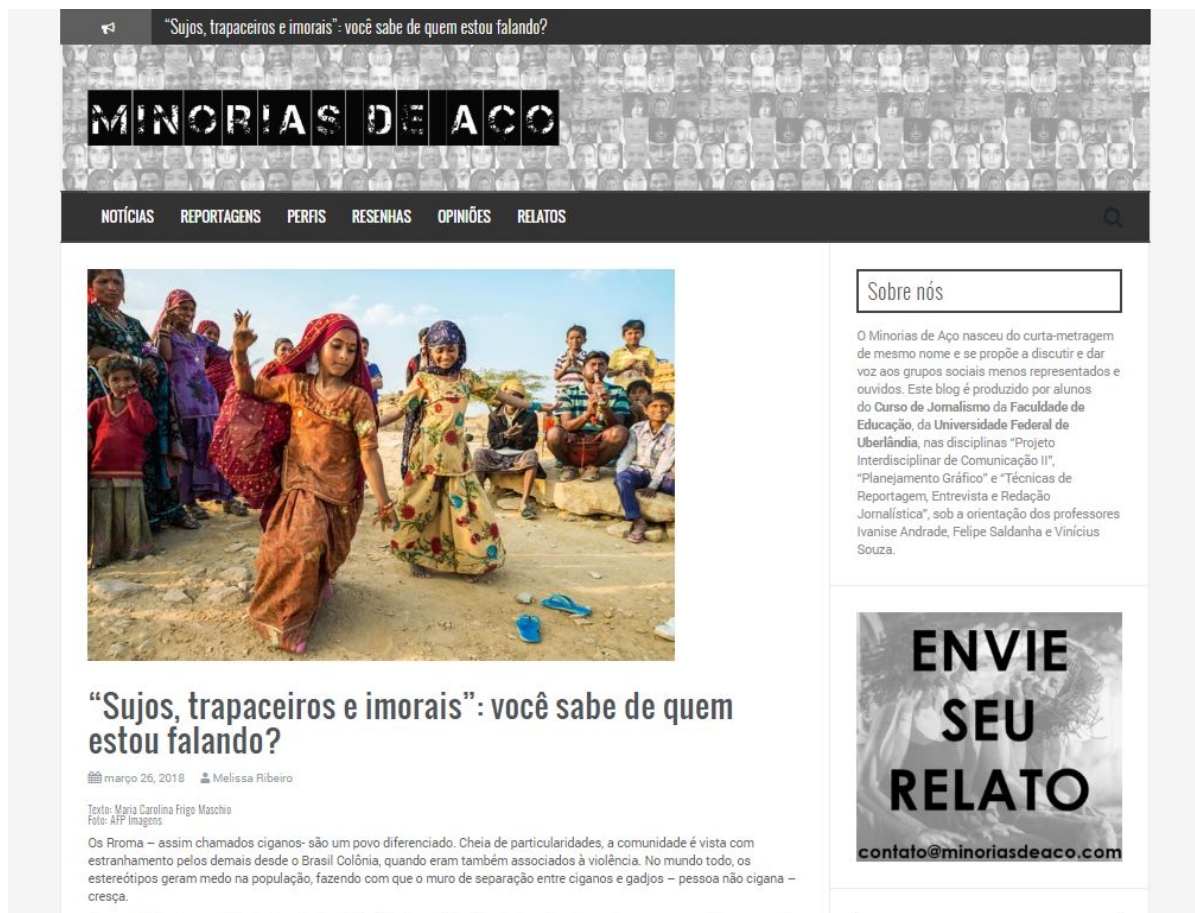 “Sujos, trapaceiros e imorais”: você sabe de quem estou falando?
MINORIAS DE AÇO
NOTÍCIAS REPORTAGENS PERFIS RESENHAS OPINIÕES RELATOS
“Sujos, trapaceiros e imorais”: você sabe de quem
estou falando?
março 26, 2018 Melissa Ribeiro
Texto: Maria Carolina Frigo Maschio
Foto: AFP Imagens
Os Rroma – assim chamados ciganos- são um povo diferenciado. Cheia de particularidades, a comunidade é vista com
estranhamento pelos demais desde o Brasil Colônia, quando eram também associados à violência. No mundo todo, os
estereótipos geram medo na população, fazendo com que o muro de separação entre ciganos e gadjos – pessoa não cigana –
cresça.
Sobre nós
O Minorias de Aço nasceu do curta-metragem
de mesmo nome e se propõe a discutir e dar
voz aos grupos sociais menos representados e
ouvidos. Este blog é produzido por alunos
do Curso de Jornalismo da Faculdade de
Educação, da Universidade Federal de
Uberlândia, nas disciplinas “Projeto
Interdisciplinar de Comunicação II”,
“Planejamento Gráfico” e “Técnicas de
Reportagem, Entrevista e Redação
Jornalística”, sob a orientação dos professores
Ivanise Andrade, Felipe Saldanha e Vinícius
Souza.
ENVIE
SEU
RELATO
contato@minoriasdeaco.com